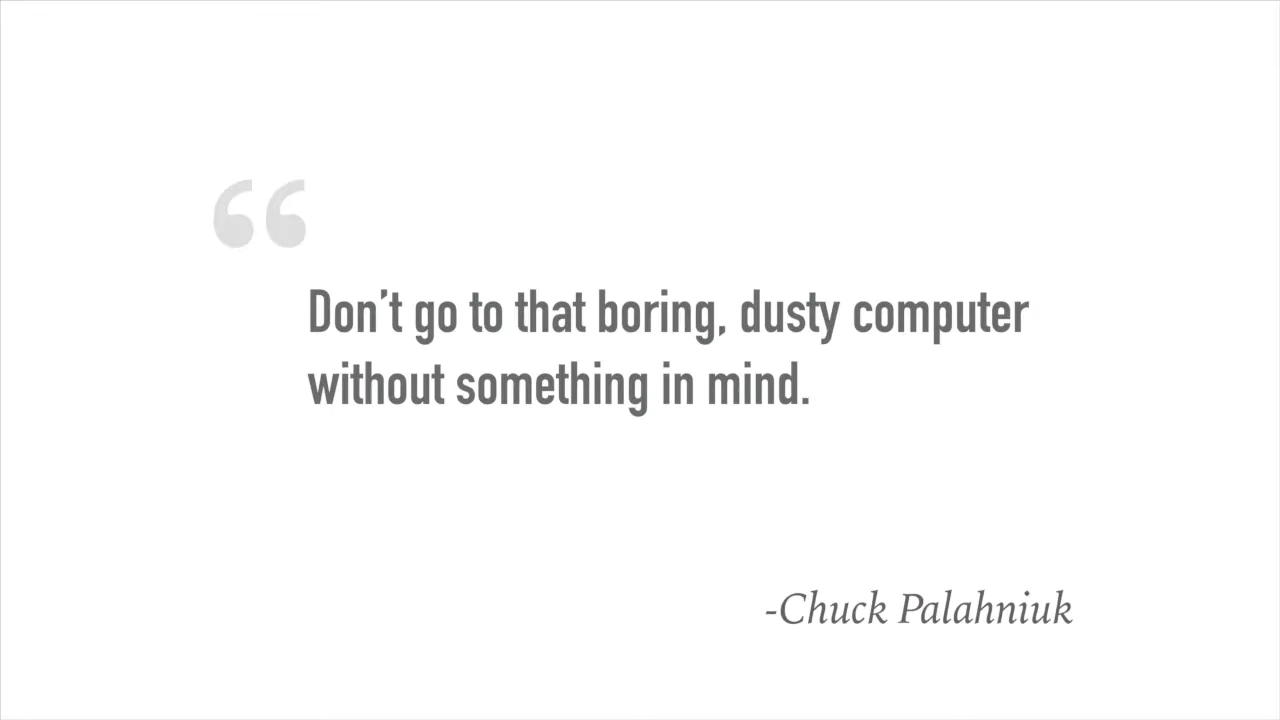 “
Don’t go to that boring, dusty computer
without something in mind.
-Chuck Palahniuk